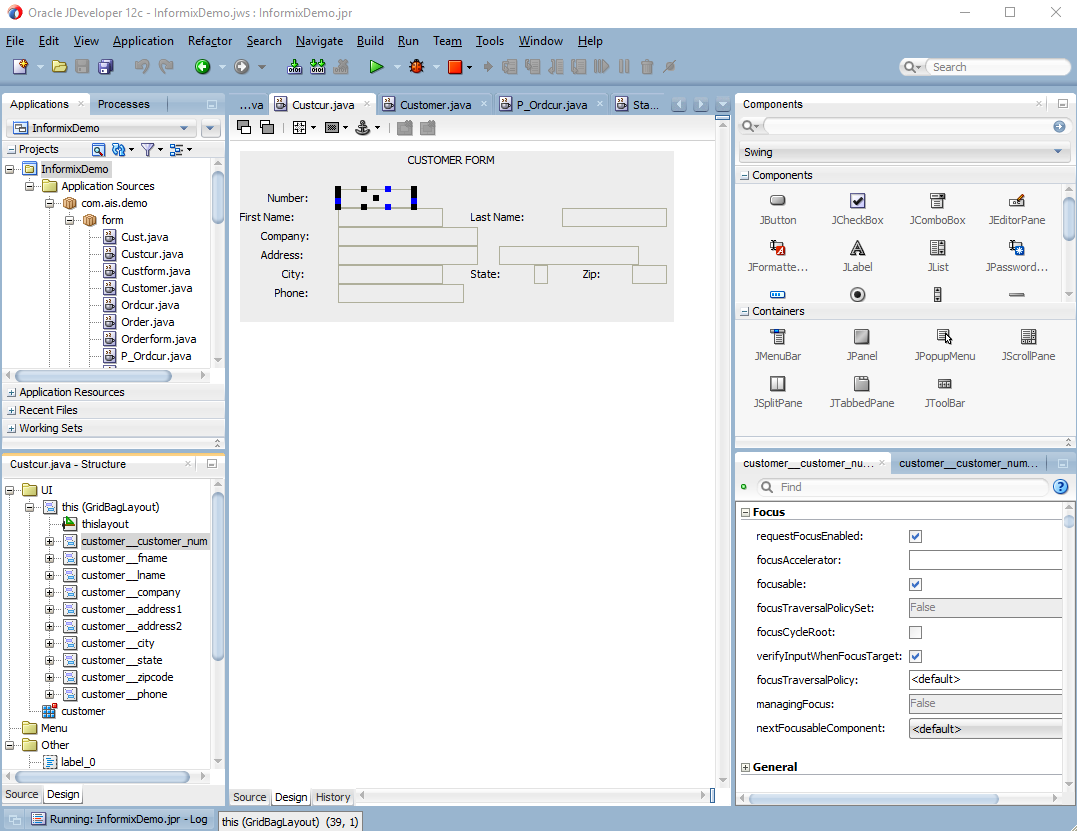 Oracle JDeveloper 12c - InformixDemo.jws : InformixDemo.jpr
File Edit View Application Refactor Search Navigate Build Run Team Tools Window Help
Search
Applications Processes
InformixDemo
Projects
InformixDemo
Application Sources
com.ais.demo
form
Cust.java
Custcur.java
Custform.java
Customer.java
Ordcur.java
Order.java
Orderform.java
P_Ordcur.java
Application Resources
Recent Files
Working Sets
Custcur.java - Structure
UI
this (GridBagLayout)
thislayout
customer__customer_num
customer__fname
customer__lname
customer__company
customer__address1
customer__address2
customer__city
customer__state
customer__zipcode
customer__phone
customer
Menu
Other
label_0
Source Design
...va Custcur.java Customer.java P_Ordcur.java Sta...
CUSTOMER FORM
Number:
First Name: Last Name:
Company:
Address:
City: State: Zip:
Phone:
Source Design History
Components
Swing
Components
JButton JCheckBox JComboBox JEditorPane
JFormatte... JLabel JList JPassword...
Containers
JMenuBar JPanel JPopupMenu JScrollPane
JSplitPane JTabbedPane JToolBar
customer__customer_nu... customer__customer_num...
Find
Focus
requestFocusEnabled:
focusAccelerator:
focusable:
focusTraversalPolicySet: False
focusCycleRoot:
verifyInputWhenFocusTarget:
focusTraversalPolicy: <default>
managingFocus: False
nextFocusableComponent: <default>
General
Running: InformixDemo.jpr - Log this (GridBagLayout) (39, 1)